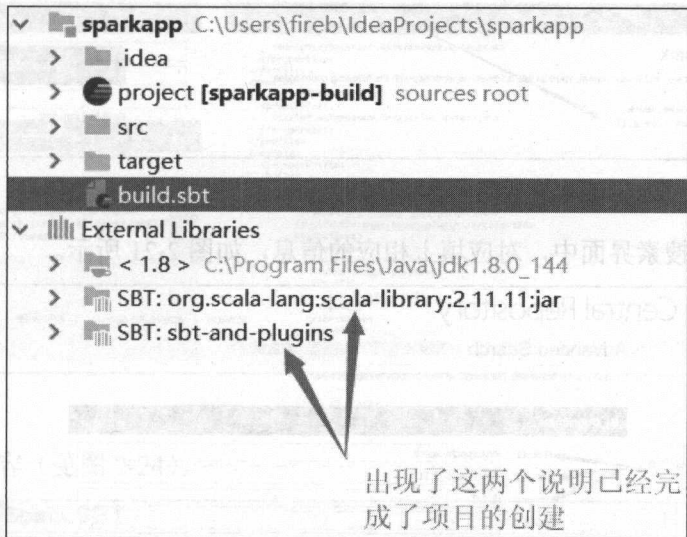 sparkapp C:\Users\fireb\IdeaProjects\sparkapp
.idea
project [sparkapp-build] sources root
src
target
build.sbt
External Libraries
< 1.8 > C:\Program Files\Java\jdk1.8.0_144
SBT: org.scala-lang:scala-library:2.11.11:jar
SBT: sbt-and-plugins
出现了这两个说明已经完
成了项目的创建